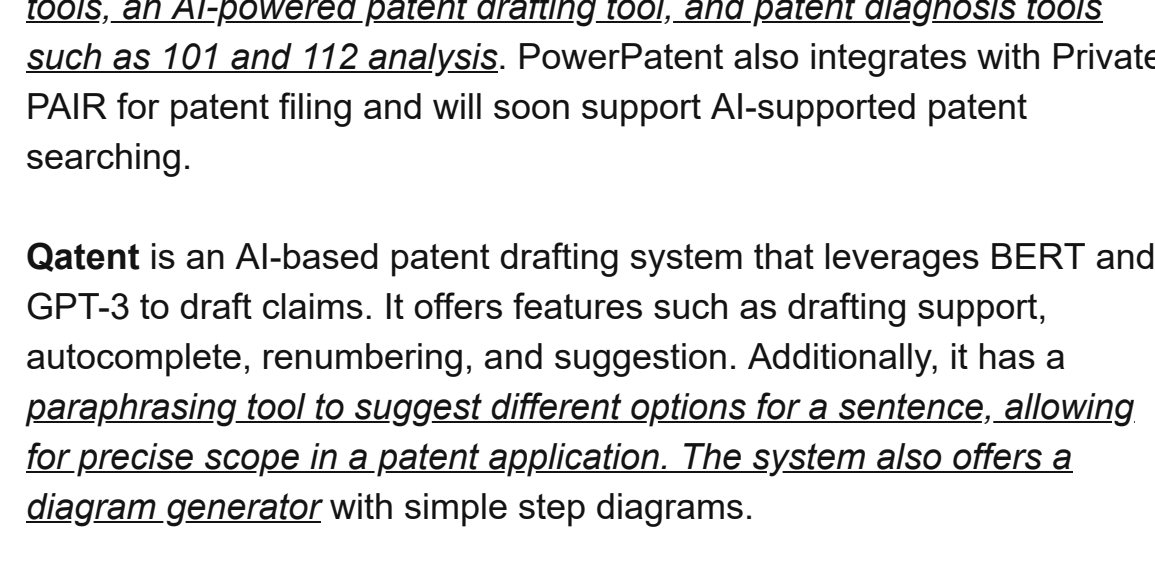 tools, an AI-powered patent drafting tool, and patent diagnosis tools
such as 101 and 112 analysis. PowerPatent also integrates with Private
PAIR for patent filing and will soon support AI-supported patent
searching.
Qatent is an AI-based patent drafting system that leverages BERT and
GPT-3 to draft claims. It offers features such as drafting support,
autocomplete, renumbering, and suggestion. Additionally, it has a
paraphrasing tool to suggest different options for a sentence, allowing
for precise scope in a patent application. The system also offers a
diagram generator with simple step diagrams.